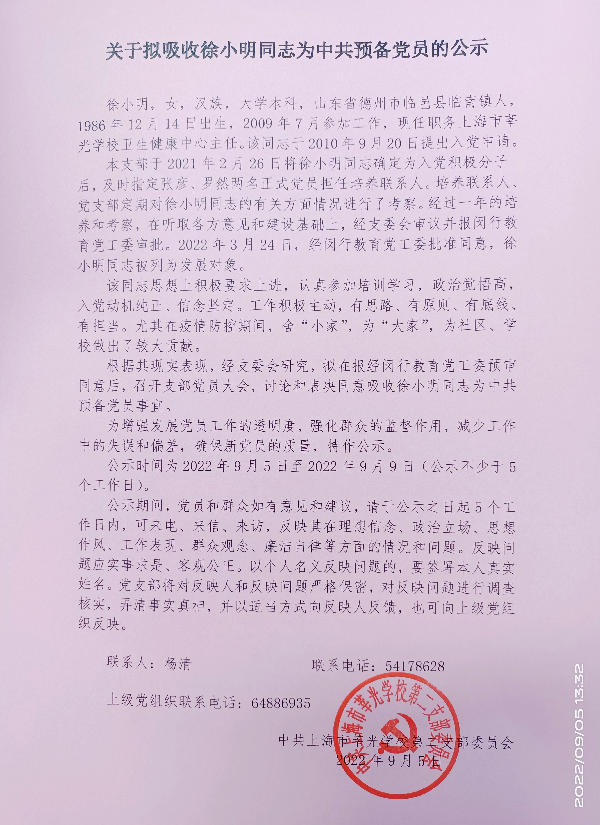 关于拟吸收徐小明同志为中共预备党员的公示
徐小明，女，汉族，大学本科，山东省德州市临邑县临南镇人，
1986年12月14日出生，2009年7月参加工作，现任职务上海市莘
光学校卫生健康中心主任。该同志于2010年9月20日提出入党申请。
本支部于2021年2月26日将徐小明同志确定为入党积极分子
后，及时指定张彦、罗然两名正式党员担任培养联系人。培养联系人、
党支部定期对徐小明同志的有关方面情况进行了考察。经过一年的培
养和考察，在听取各方意见和建设基础上，经支委会审议并报闵行教
育党工委审批。2022年3月24日，经闵行教育党工委批准同意，徐
小明同志被列为发展对象。
该同志思想上积极要求上进，认真参加培训学习，政治觉悟高，
入党动机纯正、信念坚定。工作积极主动，有思路、有原则、有底线、
有担当。尤其在疫情防控期间，舍“小家”，为“大家”，为社区、学
校做出了较大贡献。
根据其现实表现，经支委会研究，拟在报经闵行教育党工委预审
同意后，召开支部党员大会，讨论和表决同意吸收徐小明同志为中共
预备党员事宜。
为增强发展党员工作的透明度，强化群众的监督作用，减少工作
中的失误和偏差，确保新党员的质量，特作公示。
公示时间为2022年9月5日至2022年9月9日（公示不少于5
个工作日）。
公示期间，党员和群众如有意见和建议，请于公示之日起5个工
作日内，可来电、来信、来访，反映其在理想信念、政治立场、思想
作风、工作表现、群众观念、廉洁自律等方面的情况和问题。反映问
题应实事求是、客观公正。以个人名义反映问题的，要签署本人真实
姓名。党支部将对反映人和反映问题严格保密，对反映问题进行调查
核实，弄清事实真相，并以适当方式向反映人反馈，也可向上级党组
织反映。
联系人：杨清 联系电话：54178628
上级党组织联系电话：64886935
中共上海市莘光学校第二支部委员会
2022年9月5日
中共上海市莘光学校第二支部委员会
2022/09/05 13:32